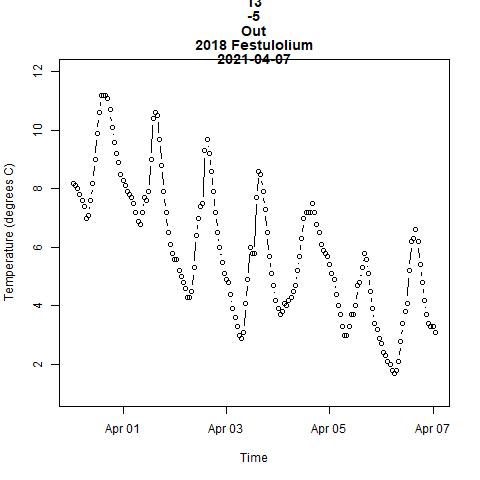 13
-5
Out
2018 Festulolium
2021-04-07
12
10
8
6
4
2
Temperature (degrees C)
Apr 01
Apr 03
Apr 05
Apr 07
Time